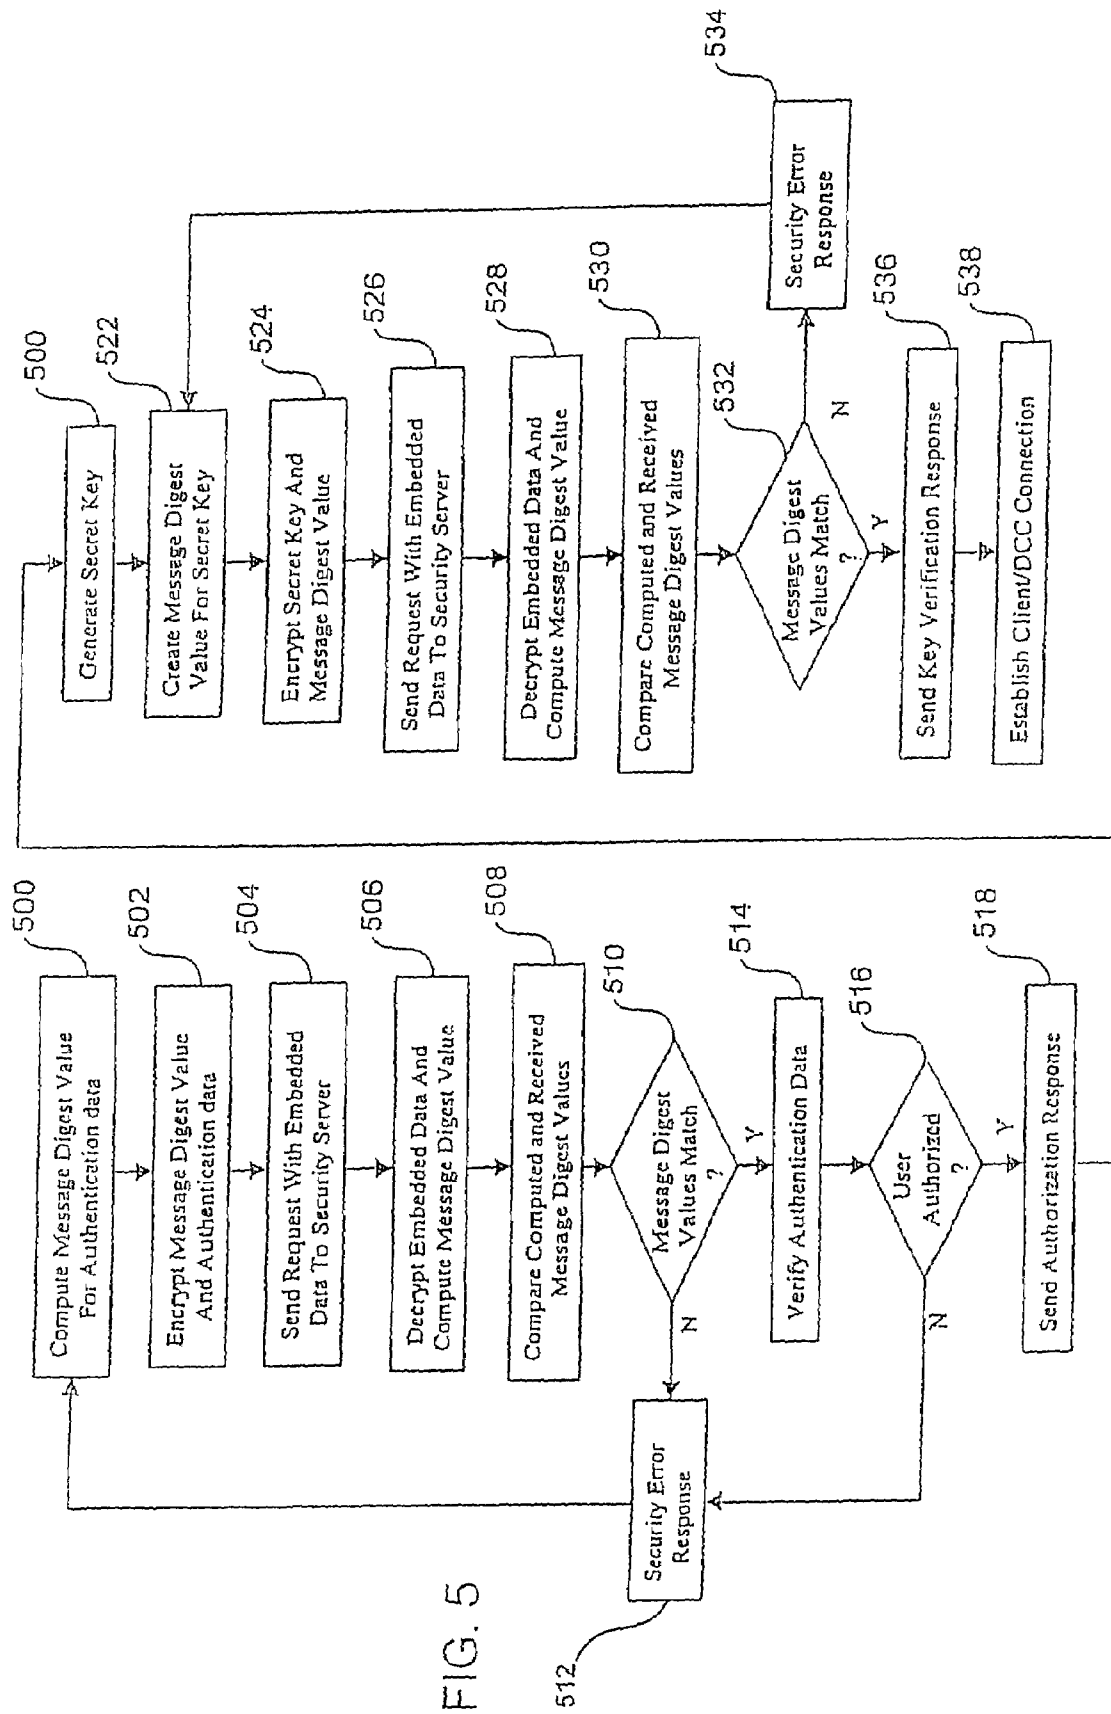 500
Compute Message Digest Value
For Authentication data
502
Encrypt Message Digest Value
And Authentication data
504
Send Request With Embedded
Data To Security Server
506
Decrypt Embedded Data And
Compute Message Digest Value
508
Compare Computed and Received
Message Digest Values
510
Message Digest
Values Match
?
N
Y
512
Security Error
Response
514
Verify Authentication Data
516
User
Authorized
?
N
Y
518
Send Authorization Response
500
Generate Secret Key
522
Create Message Digest
Value For Secret Key
524
Encrypt Secret Key And
Message Digest Value
526
Send Request With Embedded
Data To Security Server
528
Decrypt Embedded Data And
Compute Message Digest Value
530
Compare Computed and Received
Message Digest Values
532
Message Digest
Values Match
?
N
Y
534
Security Error
Response
536
Send Key Verification Response
538
Establish Client/DCC Connection
FIG. 5